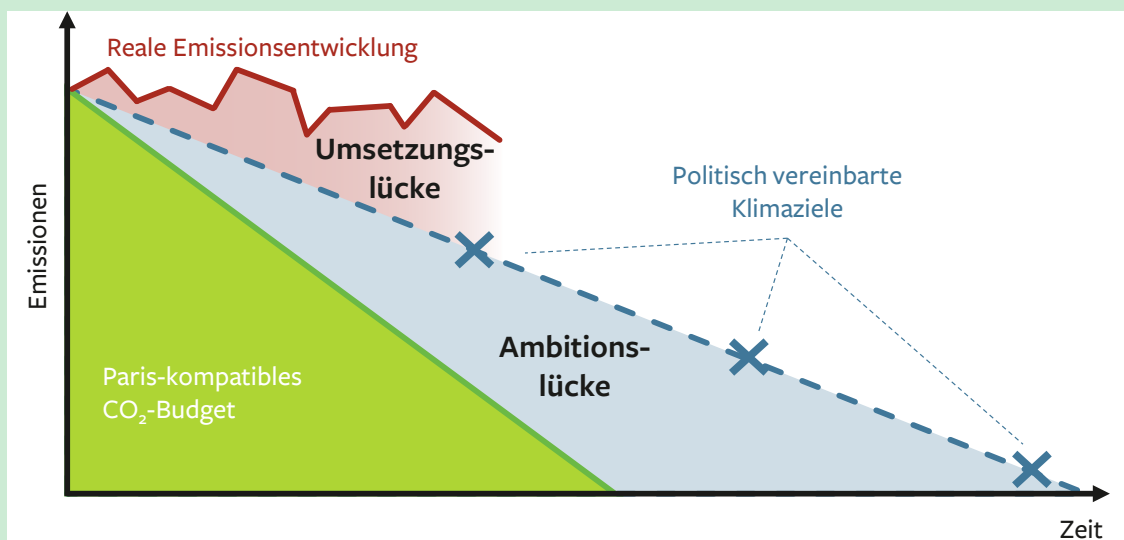 Reale Emissionsentwicklung
Umsetzungs-
lücke
Politisch vereinbarte
Klimaziele
Emissionen
Ambitions-
lücke
Paris-kompatibles
CO₂-Budget
Zeit